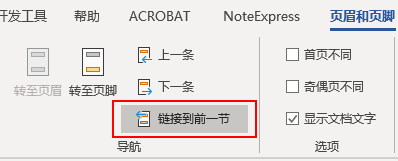 开发工具 帮助 ACROBAT NoteExpress 页眉和页脚
转至页眉 转至页脚
上一条
下一条
链接到前一节
导航
首页不同
奇偶页不同
显示文档文字
选项